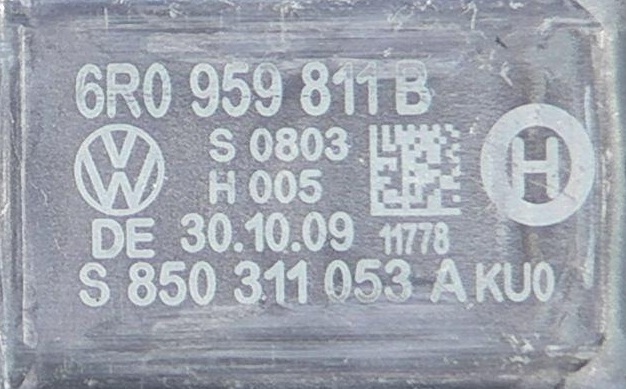 6R0 959 811 B
S 0803
H 005
DE 30.10.09 11778
S 850 311 053 A KU0
H